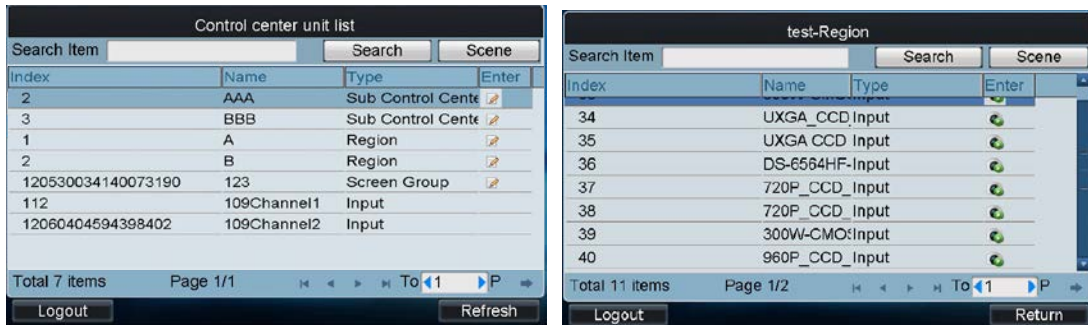 Control center unit list
Search Item Search Scene
Index Name Type Enter
2 AAA Sub Control Cente
3 BBB Sub Control Cente
1 A Region
2 B Region
120530034140073190 123 Screen Group
112 109Channel1 Input
12060404594398402 109Channel2 Input
Total 7 items Page 1/1 To 1 P
Logout Refresh
test-Region
Search Item Search Scene
Index Name Type Enter
34 UXGA_CCD Input
35 UXGA CCD Input
36 DS-6564HF- Input
37 720P_CCD_ Input
38 720P_CCD_ Input
39 300W-CMOS Input
40 960P_CCD_ Input
Total 11 items Page 1/2 To 1 P
Logout Return